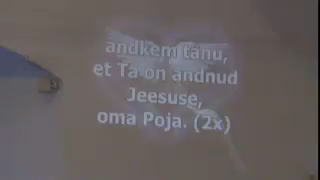 andkem tänu,
et Ta on andnud
Jeesuse,
oma Poja. (2x)